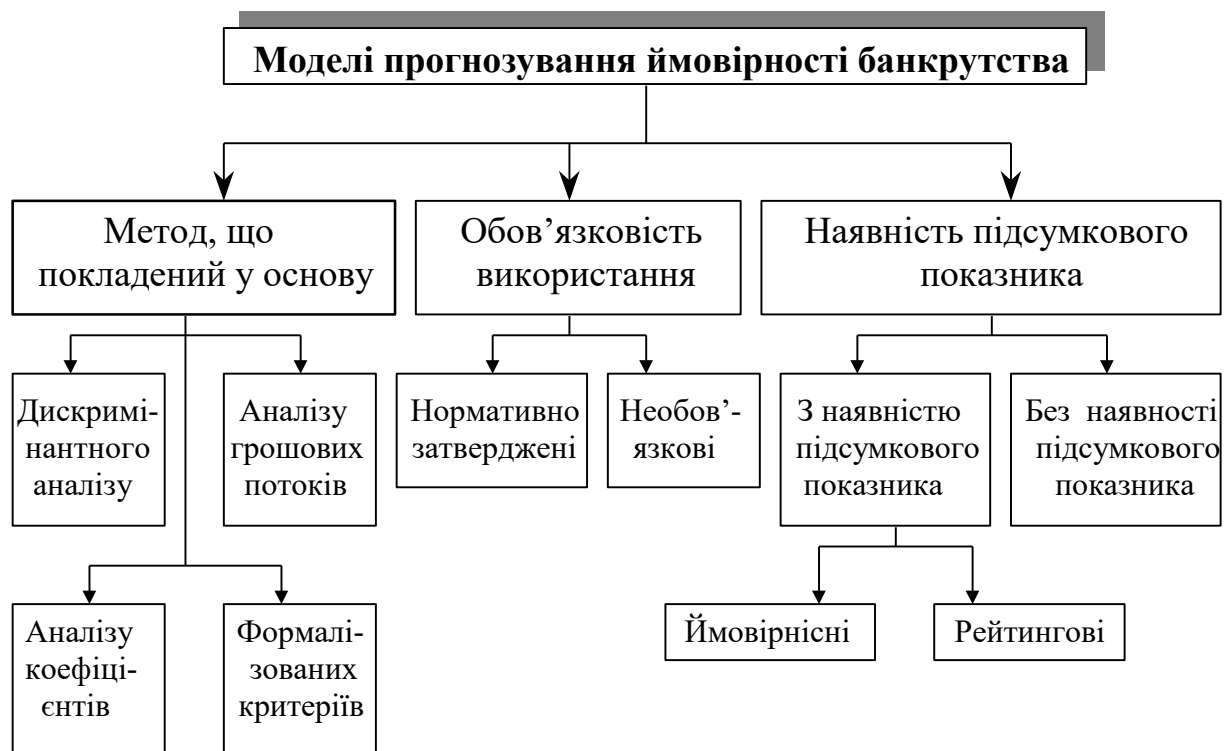 Моделі прогнозування ймовірності банкрутства
Метод, що
покладений у основу
Обов’язковість
використання
Наявність підсумкового
показника
Дискримі-
нантного
аналізу
Аналізу
грошових
потоків
Нормативно
затверджені
Необов’-
язкові
З наявністю
підсумкового
показника
Без наявності
підсумкового
показника
Аналізу
коефіці-
єнтів
Формалі-
зованих
критеріїв
Ймовірнісні
Рейтингові